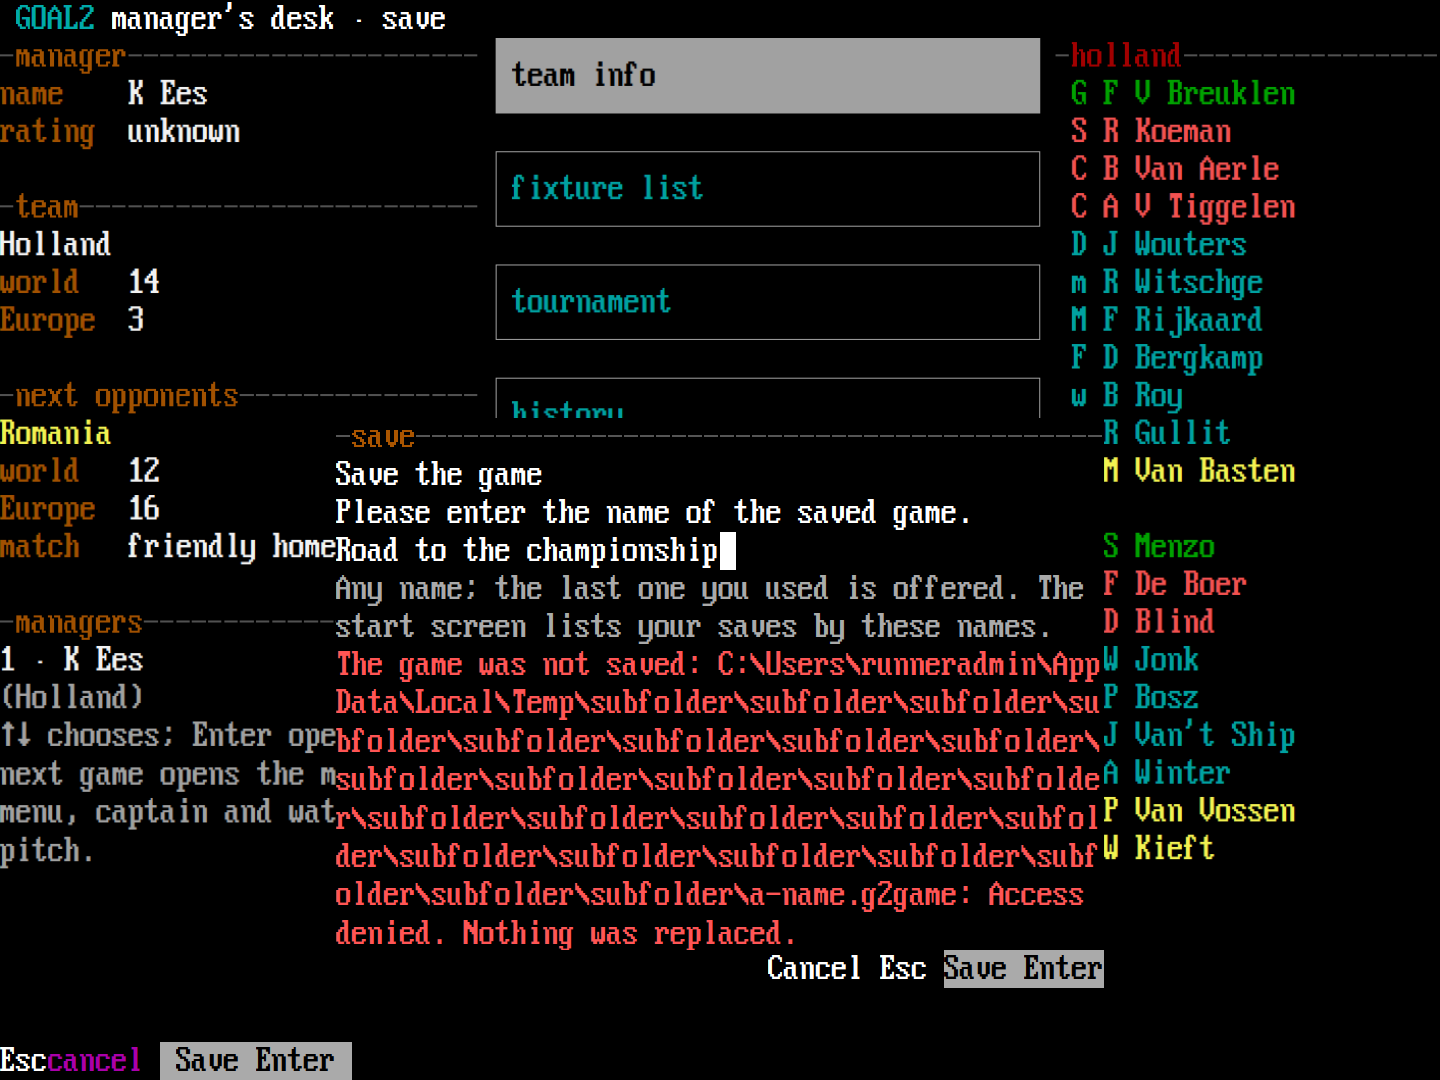 GOAL2 manager's desk · save
manager
name K Ees
rating unknown
team
Holland
world 14
Europe 3
next opponents
Romania
world 12
Europe 16
match friendly home
managers
1 · K Ees
(Holland)
↑↓ chooses; Enter ope
next game opens the m
menu, captain and wat
pitch.
team info
fixture list
tournament
history
save
Save the game
Please enter the name of the saved game.
Road to the championship
Any name; the last one you used is offered. The
start screen lists your saves by these names.
The game was not saved: C:\Users\runneradmin\App
Data\Local\Temp\subfolder\subfolder\subfolder\su
bfolder\subfolder\subfolder\subfolder\subfolder\
subfolder\subfolder\subfolder\subfolder\subfolde
r\subfolder\subfolder\subfolder\subfolder\subfol
der\subfolder\subfolder\subfolder\subfolder\subf
older\subfolder\subfolder\a-name.g2game: Access
denied. Nothing was replaced.
Cancel Esc Save Enter
holland
G F V Breuklen
S R Koeman
C B Van Aerle
C A V Tiggelen
D J Wouters
m R Witschge
M F Rijkaard
F D Bergkamp
w B Roy
R Gullit
M Van Basten
S Menzo
F De Boer
D Blind
W Jonk
P Bosz
J Van't Ship
A Winter
P Van Vossen
W Kieft
Esccancel Save Enter